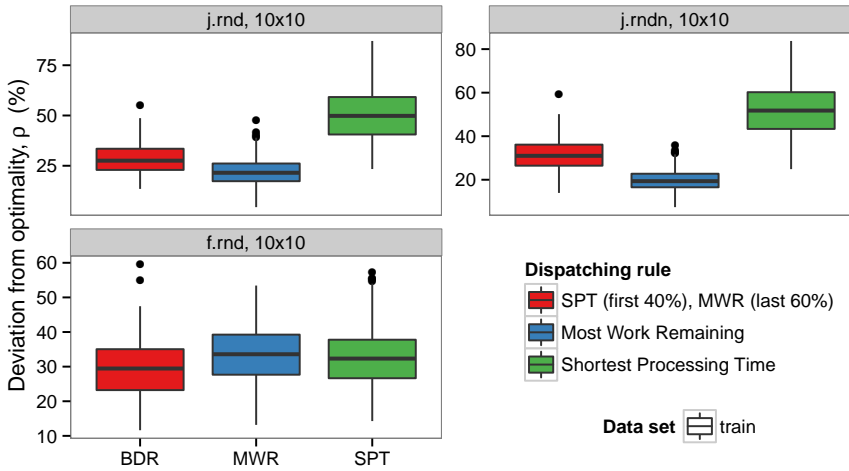 j.rnd, 10x10
j.rndn, 10x10
Deviation from optimality, ρ (%)
75
50
25
80
60
40
20
f.rnd, 10x10
60
50
40
30
20
10
BDR MWR SPT
Dispatching rule
SPT (first 40%), MWR (last 60%)
Most Work Remaining
Shortest Processing Time
Data set train